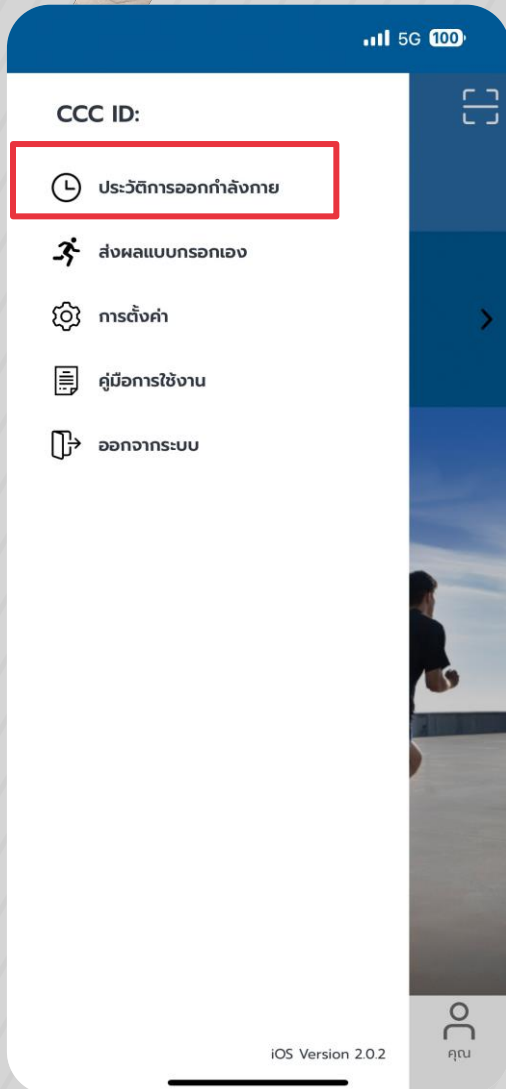 5G 100
CCC ID:
ประวัติการออกกำลังกาย
ส่งผลแบบกรอกเอง
การตั้งค่า
คู่มือการใช้งาน
ออกจากระบบ
iOS Version 2.0.2
คุณ